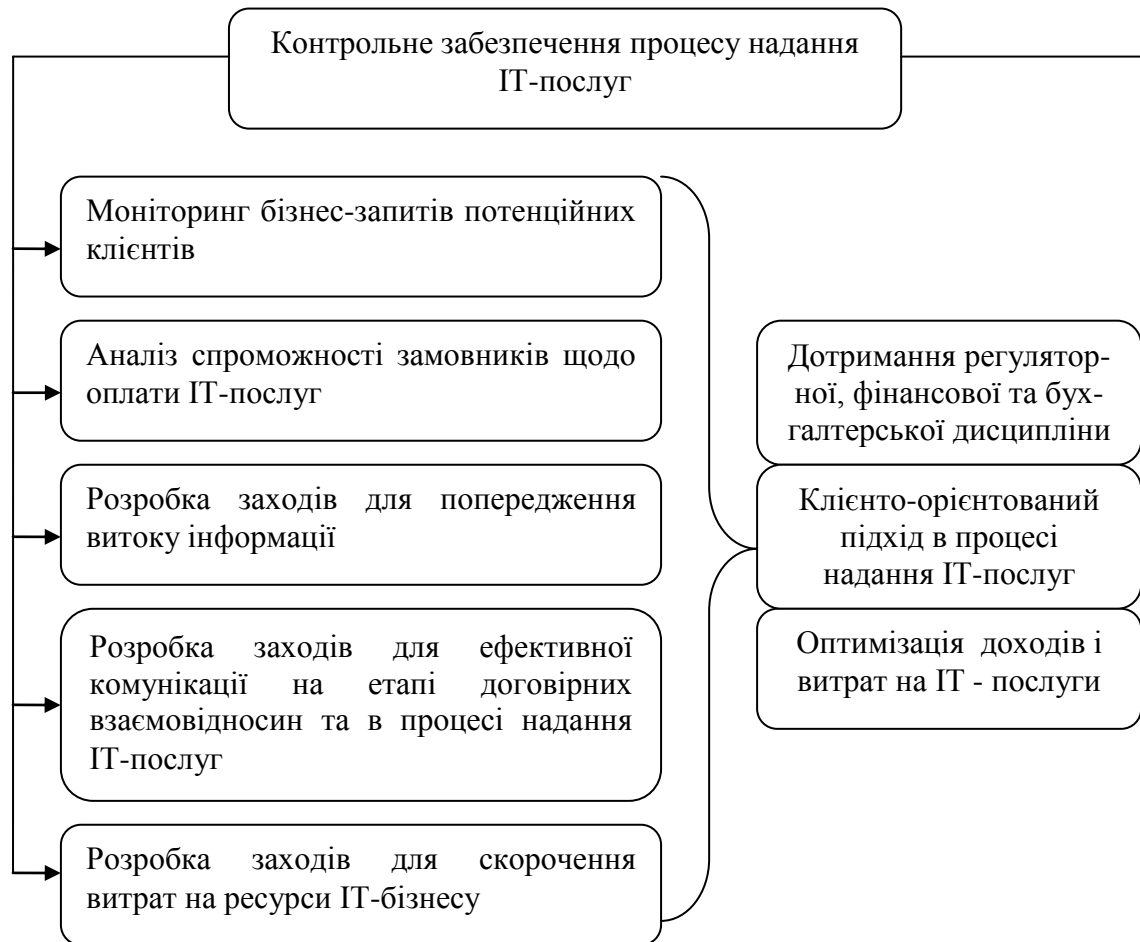 Контрольне забезпечення процесу надання
ІТ-послуг
Моніторинг бізнес-запитів потенційних
клієнтів
Аналіз спроможності замовників щодо
оплати ІТ-послуг
Розробка заходів для попередження
витоку інформації
Розробка заходів для ефективної
комунікації на етапі договірних
взаємовідносин та в процесі надання
ІТ-послуг
Розробка заходів для скорочення
витрат на ресурси ІТ-бізнесу
Дотримання регулятор-
ної, фінансової та бух-
галтерської дисципліни
Клієнто-орієнтований
підхід в процесі
надання ІТ-послуг
Оптимізація доходів і
витрат на ІТ - послуги